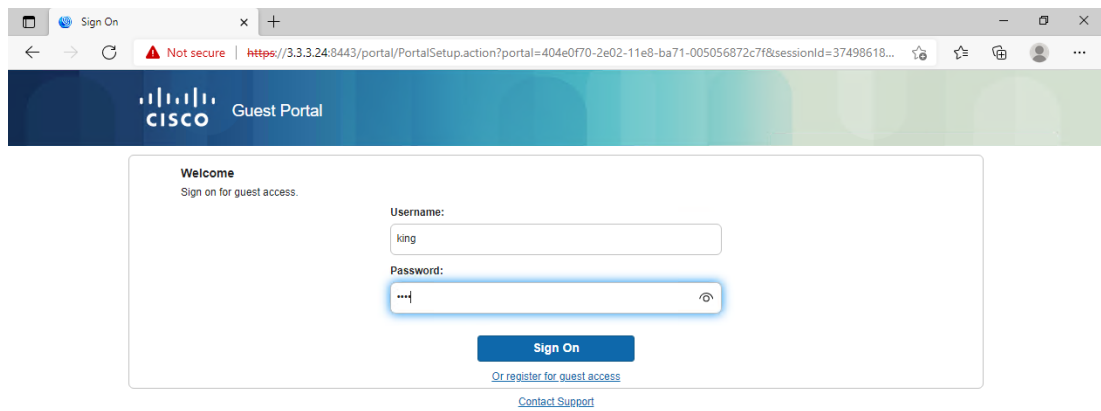 Sign On
Not secure | https://3.3.3.24:8443/portal/PortalSetup.action?portal=404e0f70-2e02-11e8-ba71-005056872c7f&sessionId=37498618...
CISCO Guest Portal
Welcome
Sign on for guest access.
Username:
king
Password:
••••
Sign On
Or register for guest access
Contact Support